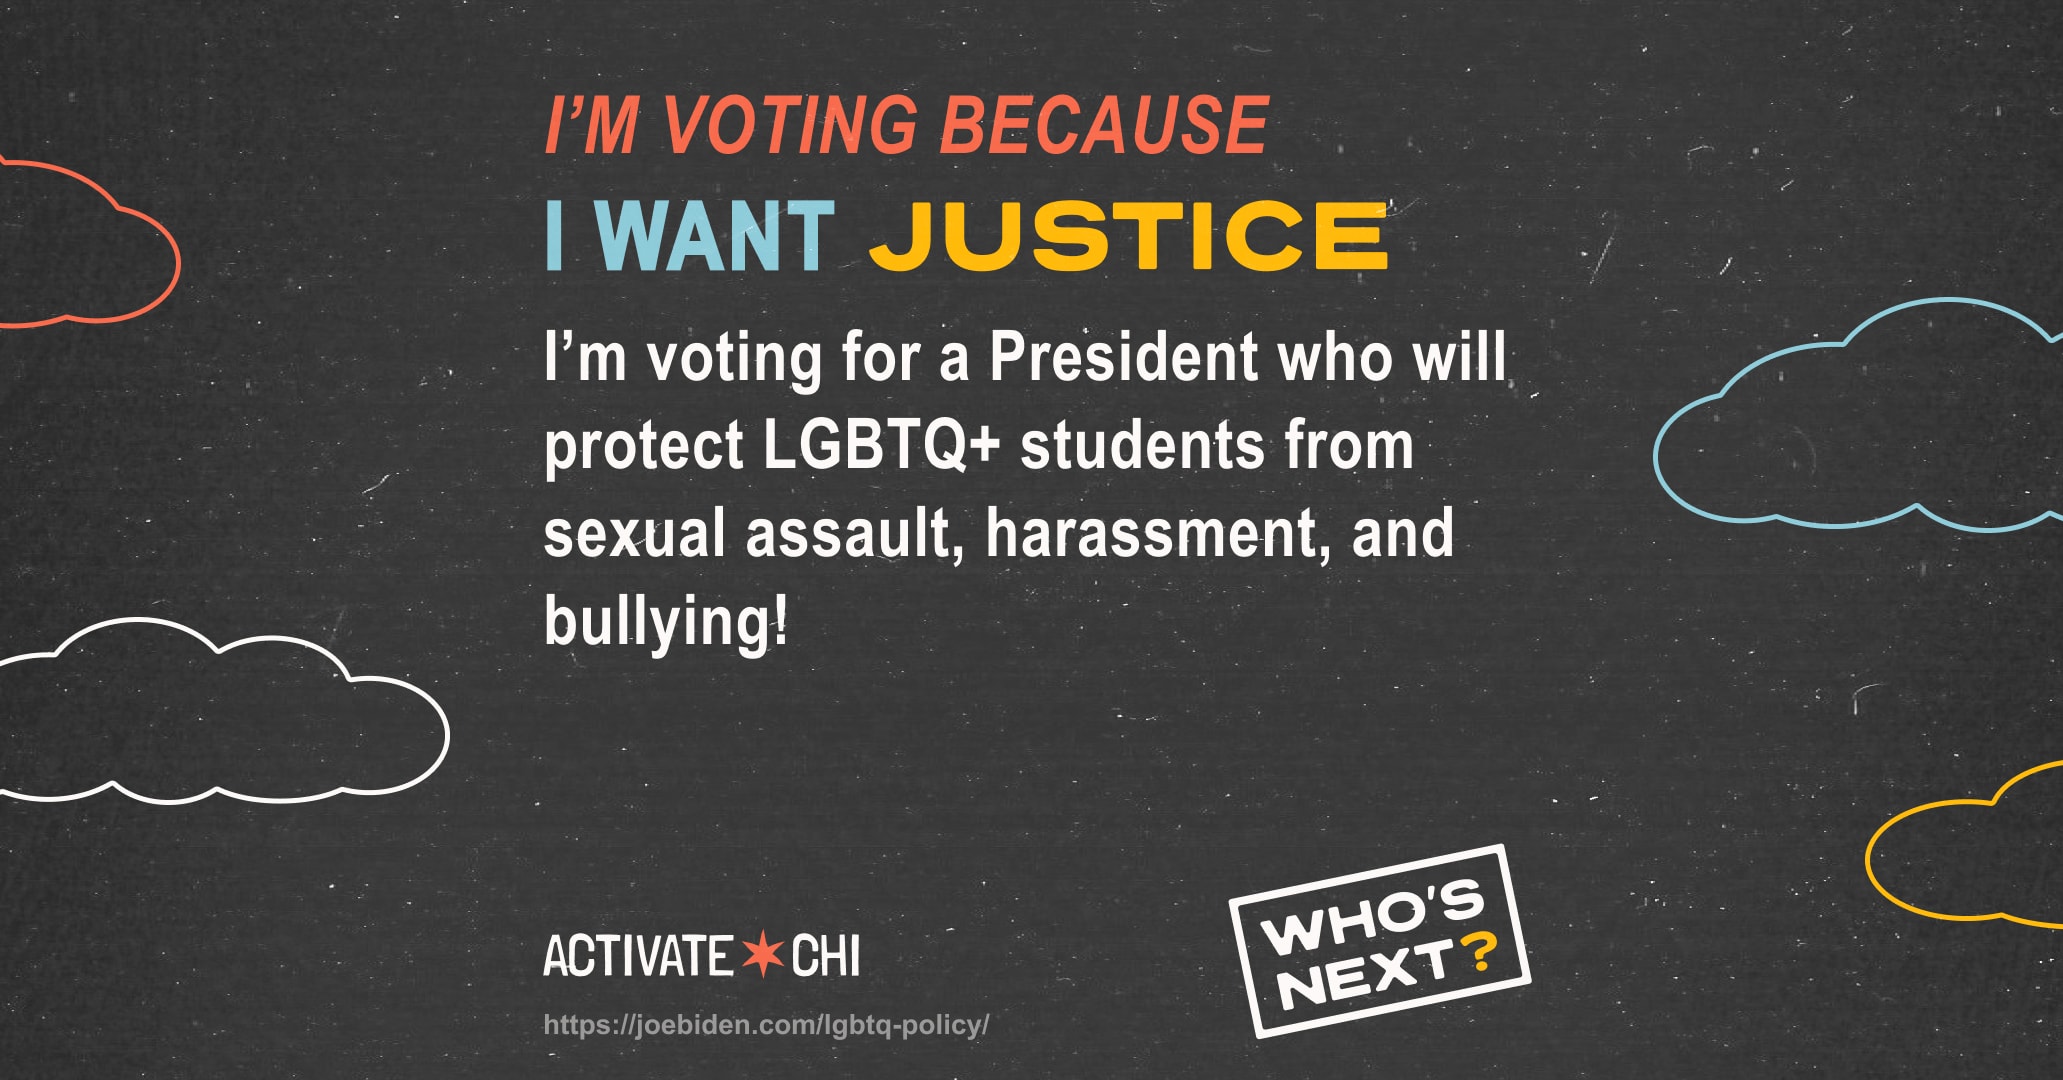 I’M VOTING BECAUSE
I WANT JUSTICE
I’m voting for a President who will
protect LGBTQ+ students from
sexual assault, harassment, and
bullying!
WHO’S
NEXT?
ACTIVATE CHI
https://joebiden.com/lgbtq-policy/